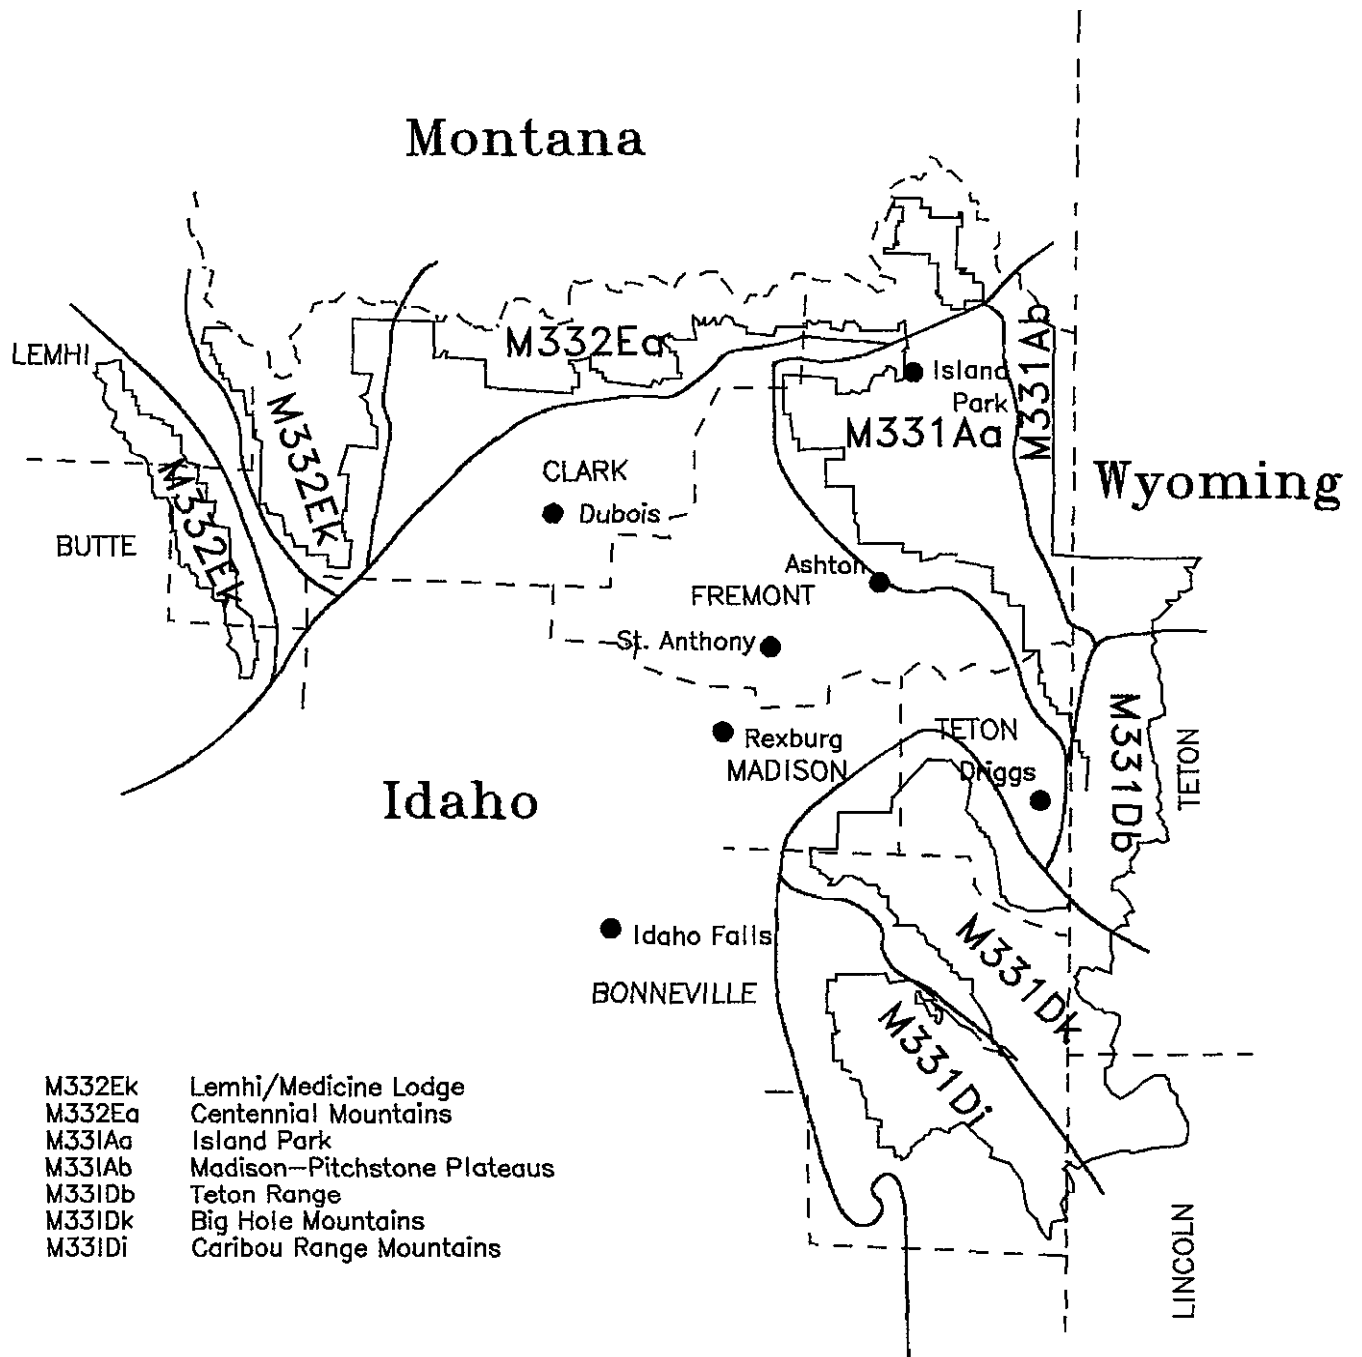 Montana
M332Ea
M331Ab
LEMHI
Island
Park
M332Ek
M331Aa
Wyoming
M332Ek
CLARK
Dubois
BUTTE
Ashton
FREMONT
St. Anthony
M331Db
TETON
Rexburg
TETON
MADISON
Driggs
Idaho
Idaho Falls
M331Dk
BONNEVILLE
M331Di
M332Ek Lemhi/Medicine Lodge
M332Ea Centennial Mountains
M331Aa Island Park
M331Ab Madison–Pitchstone Plateaus
M331Db Teton Range
M331Dk Big Hole Mountains
M331Di Caribou Range Mountains
LINCOLN